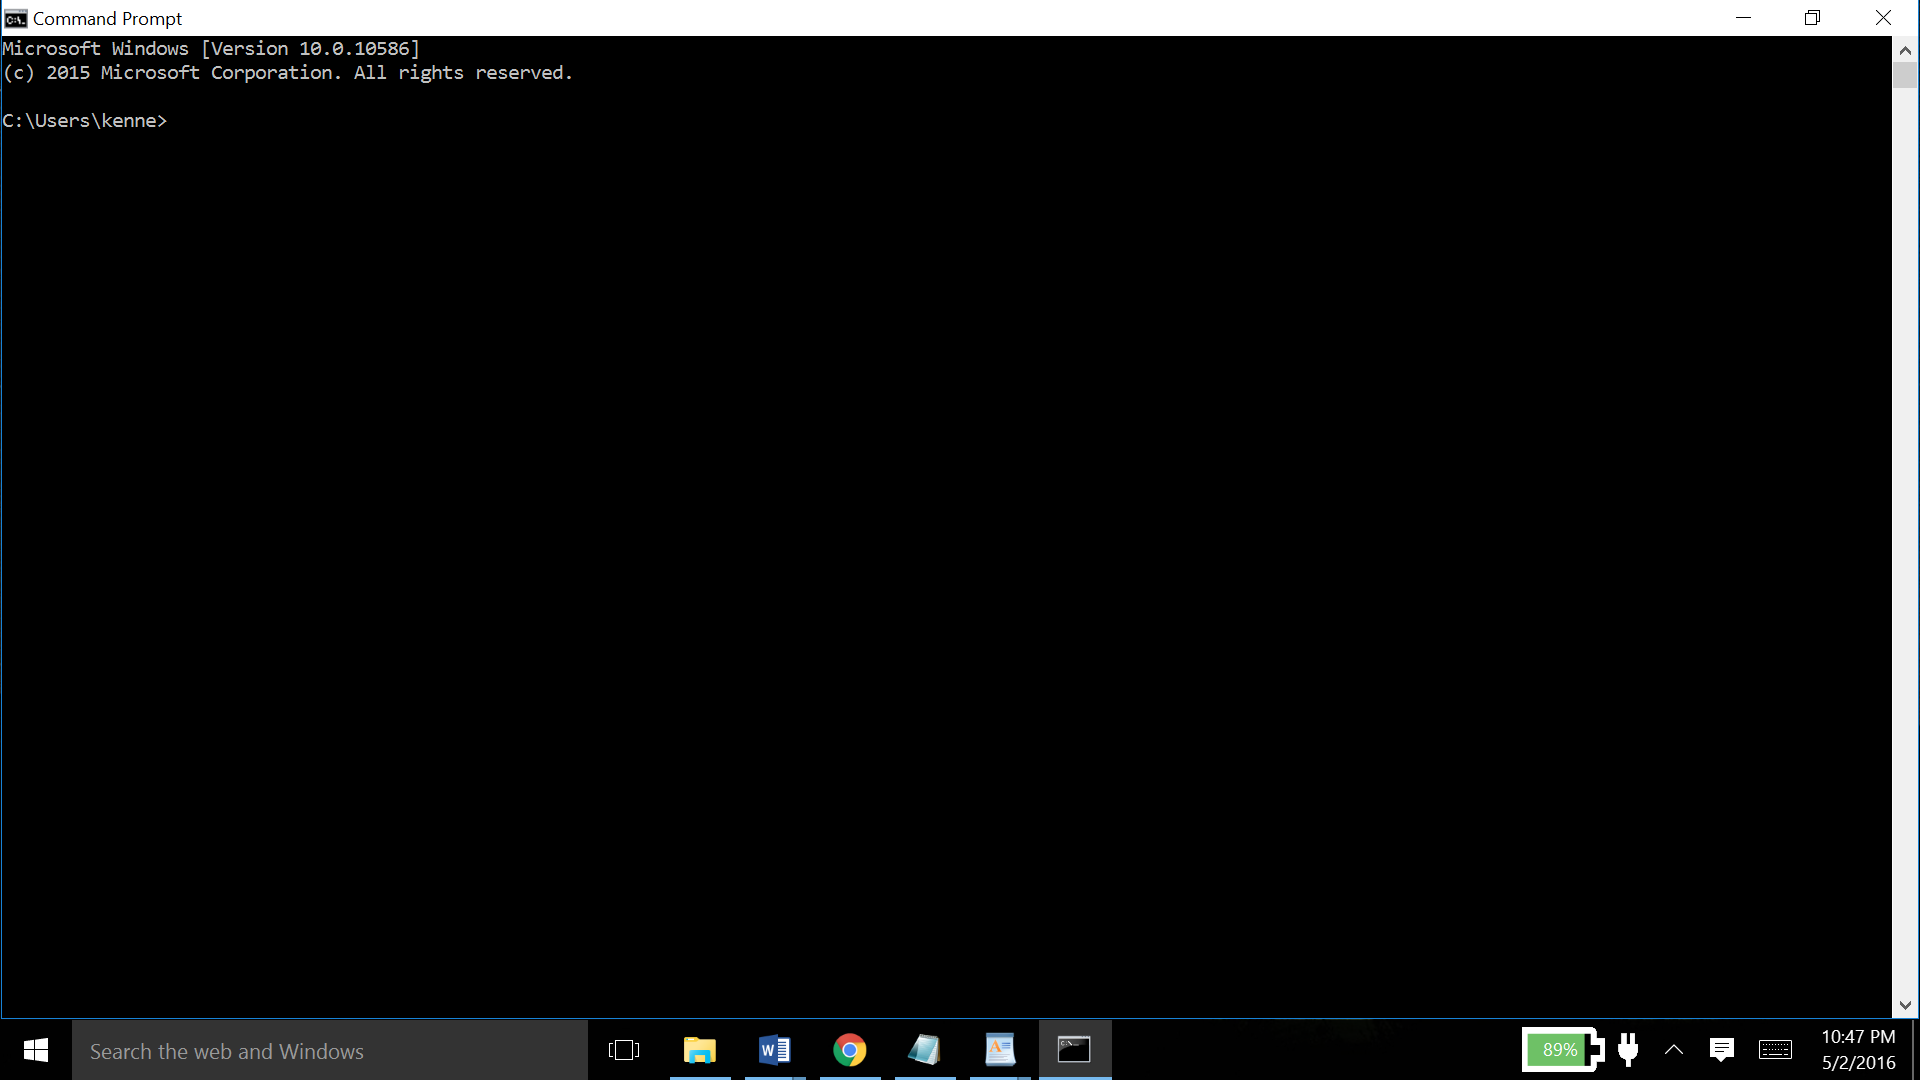 Command Prompt
Microsoft Windows [Version 10.0.10586]
(c) 2015 Microsoft Corporation. All rights reserved.
C:\Users\kenne>
Search the web and Windows
89%
10:47 PM
5/2/2016